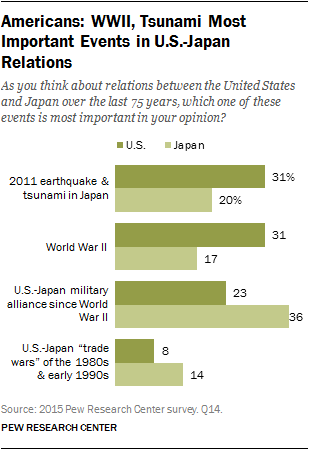 Americans: WWII, Tsunami Most
Important Events in U.S.-Japan
Relations
As you think about relations between the United States
and Japan over the last 75 years, which one of these
events is most important in your opinion?
U.S. Japan
2011 earthquake &
tsunami in Japan
31%
20%
World War II
31
17
U.S.-Japan military
alliance since World
War II
23
36
U.S.-Japan “trade
wars” of the 1980s
& early 1990s
8
14
Source: 2015 Pew Research Center survey. Q14.
PEW RESEARCH CENTER